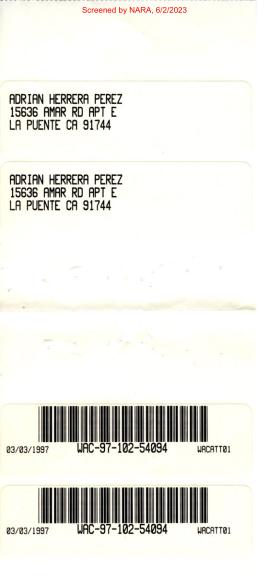 Screened by NARA, 6/2/2023
ADRIAN HERRERA PEREZ
15636 AMAR RD APT E
LA PUENTE CA 91744
ADRIAN HERRERA PEREZ
15636 AMAR RD APT E
LA PUENTE CA 91744
03/03/1997 WAC-97-102-54094 WACATT01
03/03/1997 WAC-97-102-54094 WACATT01